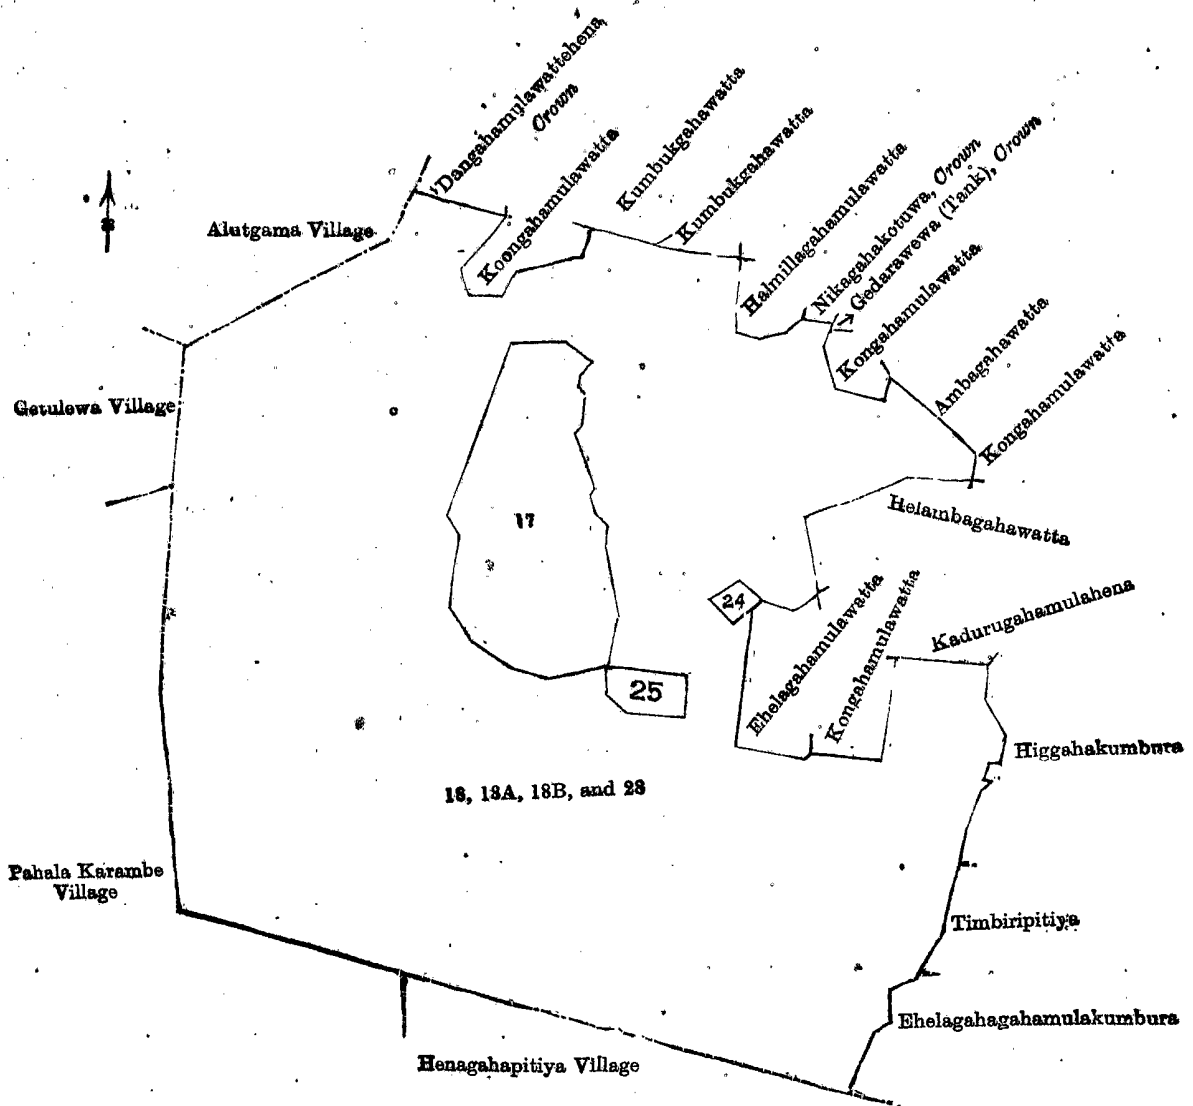 Dangahamulawattehena,
Crown
Koongahamulawatta
Kumbukgahawatta
Kumbukgahawatta
Halmillagahamulawatta
Nikagahakotuwa, Crown
Gedarawewa (Tank), Crown
Kongahamulawatta
Ambagahawatta
Kongahamulawatta
Alutgama Village
Getulewa Village
17
Helambagahawatta
24
Ehelagahamulawatta
Kongahamulawatta
Kadurugahamulahena
25
Higgahakumbura
18, 18A, 18B, and 23
Pahala Karambe
Village
Timbiripitiya
Ehelagahagahamulakumbura
Henagahapitiya Village